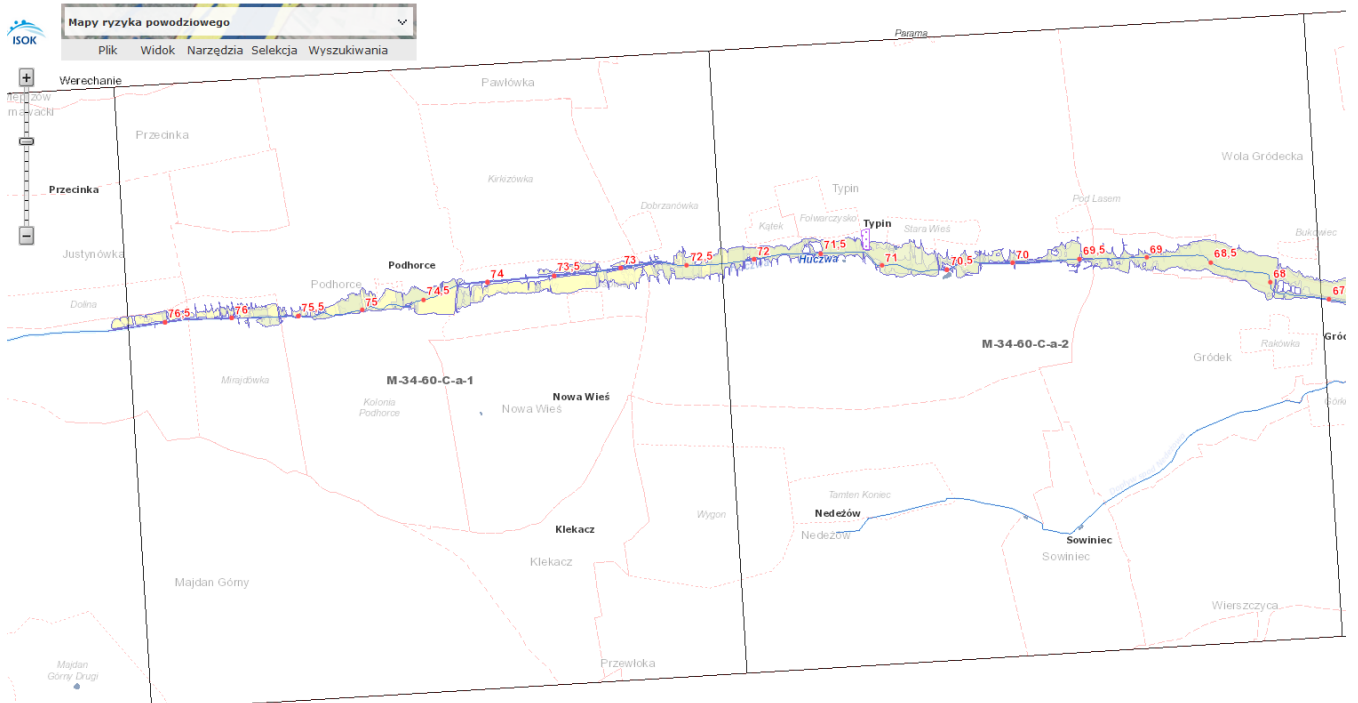 ISOK
Mapy ryzyka powodziowego
Plik Widok Narzędzia Selekcja Wyszukiwania
+
−
Parama
Werechanie
Pawłówka
Przecinka
Wola Gródecka
Przecinka
Kirkizówka
Typin
Pod Lasem
Dobrzanówka
Folwarczysko
Kątek
Typin
Stara Wieś
Bukowiec
Justynówka
Podhorce
Huczwa
Dolina
Podhorce
76,5
76
75,5
75
74,5
74
73,5
73
72,5
72
71,5
71
70,5
70
69,5
69
68,5
68
67
Gród
Rakówka
M-34-60-C-a-2
Gródek
Mirajdówka
M-34-60-C-a-1
Kolonia
Podhorce
Nowa Wieś
Nowa Wieś
Tamten Koniec
Wygon
Nedeżów
Nedeżów
Klekacz
Klekacz
Sowiniec
Sowiniec
Majdan Górny
Wierszczyca
Przewłoka
Majdan
Górny Drugi